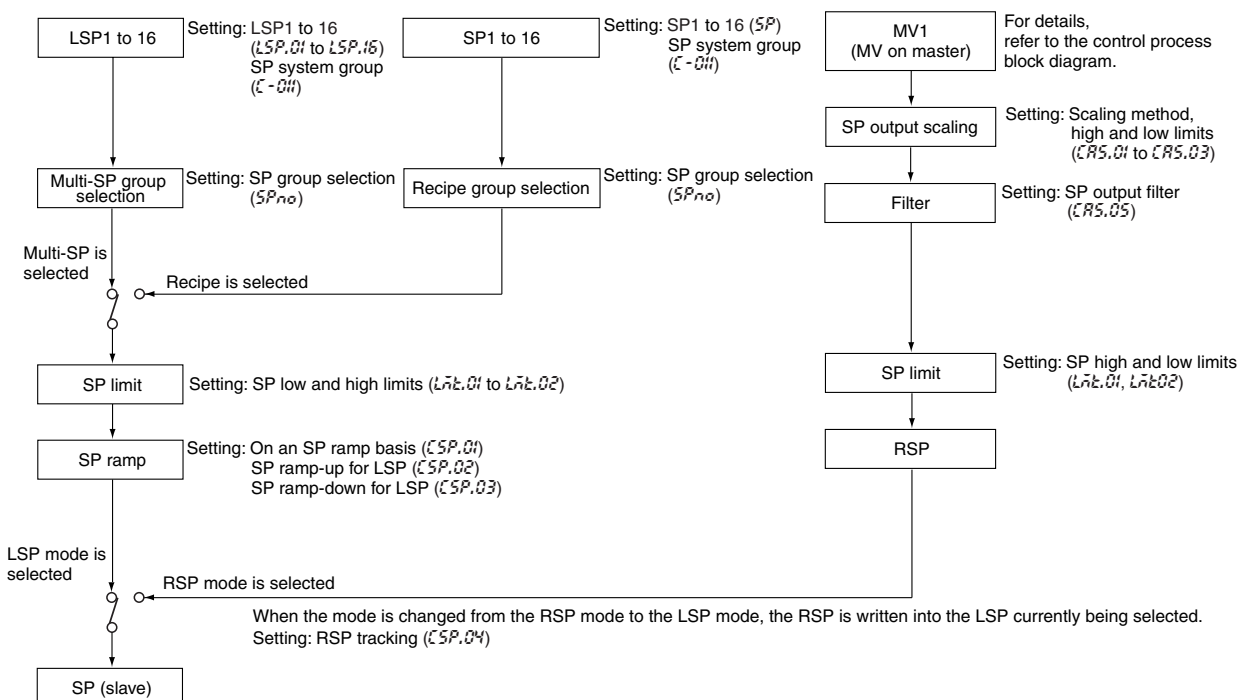 LSP1 to 16
Setting: LSP1 to 16
(LSP.01 to LSP.16)
SP system group
(C-011)
SP1 to 16
Setting: SP1 to 16 (SP)
SP system group
(C-011)
MV1
(MV on master)
For details,
refer to the control process
block diagram.
SP output scaling
Setting: Scaling method,
high and low limits
(CAS.01 to CAS.03)
Multi-SP group
selection
Setting: SP group selection
(SPno)
Recipe group selection
Setting: SP group selection
(SPno)
Filter
Setting: SP output filter
(CAS.05)
Multi-SP is
selected
Recipe is selected
SP limit
Setting: SP low and high limits (Lmt.01 to Lmt.02)
SP limit
Setting: SP high and low limits
(Lmt.01, Lmt02)
SP ramp
Setting: On an SP ramp basis (CSP.01)
SP ramp-up for LSP (CSP.02)
SP ramp-down for LSP (CSP.03)
RSP
LSP mode is
selected
RSP mode is selected
When the mode is changed from the RSP mode to the LSP mode, the RSP is written into the LSP currently being selected.
Setting: RSP tracking (CSP.04)
SP (slave)